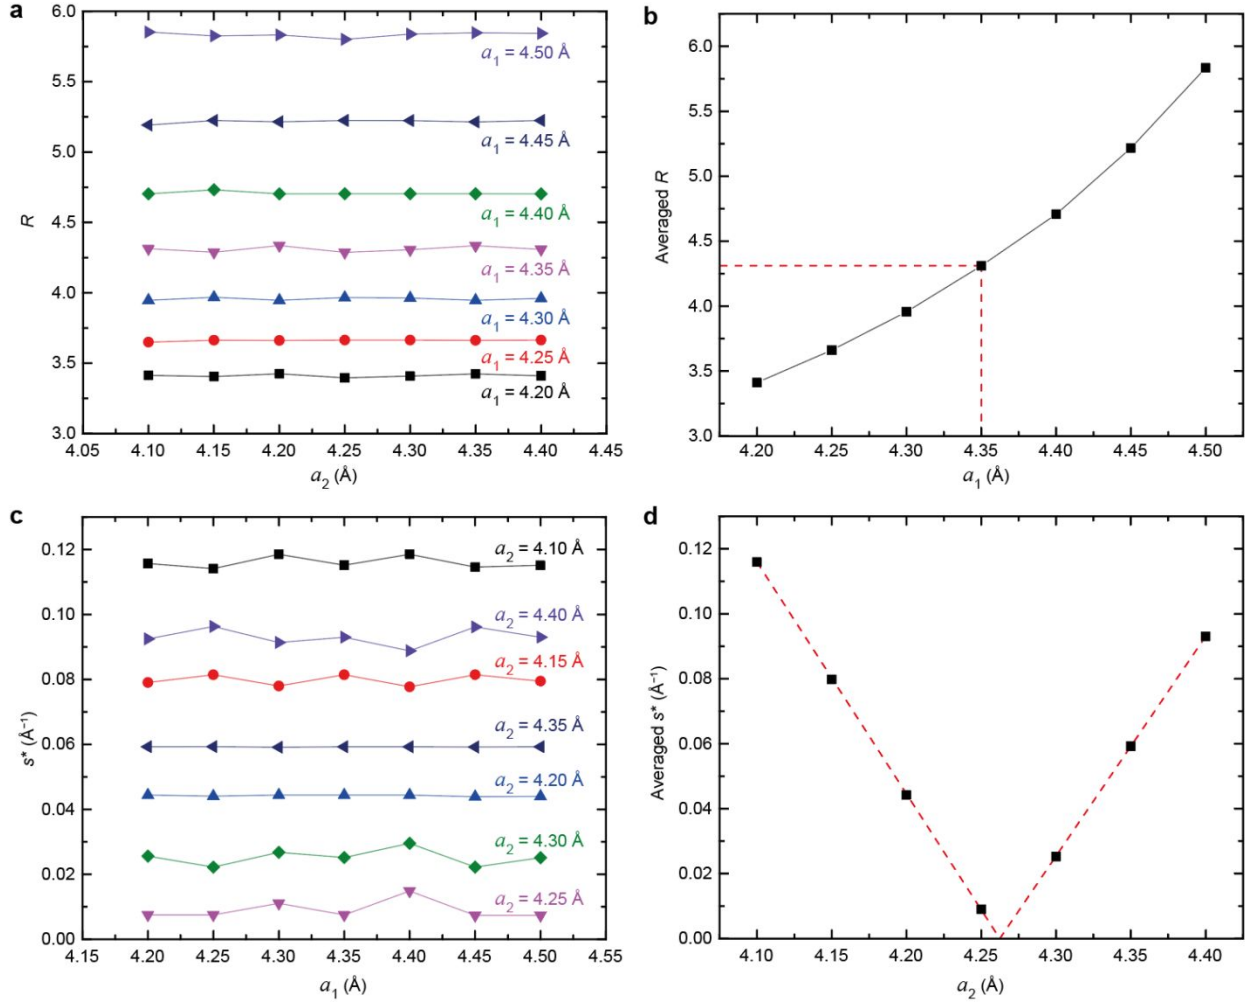 a
6.0
5.5
5.0
4.5
4.0
3.5
3.0
R
a1 = 4.50 Å
a1 = 4.45 Å
a1 = 4.40 Å
a1 = 4.35 Å
a1 = 4.30 Å
a1 = 4.25 Å
a1 = 4.20 Å
4.05 4.10 4.15 4.20 4.25 4.30 4.35 4.40 4.45
a2 (Å)
b
6.0
5.5
5.0
4.5
4.0
3.5
3.0
Averaged R
4.20 4.25 4.30 4.35 4.40 4.45 4.50
a1 (Å)
c
0.12
0.10
0.08
0.06
0.04
0.02
0.00
s* (Å⁻¹)
a2 = 4.10 Å
a2 = 4.40 Å
a2 = 4.15 Å
a2 = 4.35 Å
a2 = 4.20 Å
a2 = 4.30 Å
a2 = 4.25 Å
4.15 4.20 4.25 4.30 4.35 4.40 4.45 4.50 4.55
a1 (Å)
d
0.12
0.10
0.08
0.06
0.04
0.02
0.00
Averaged s* (Å⁻¹)
4.10 4.15 4.20 4.25 4.30 4.35 4.40
a2 (Å)